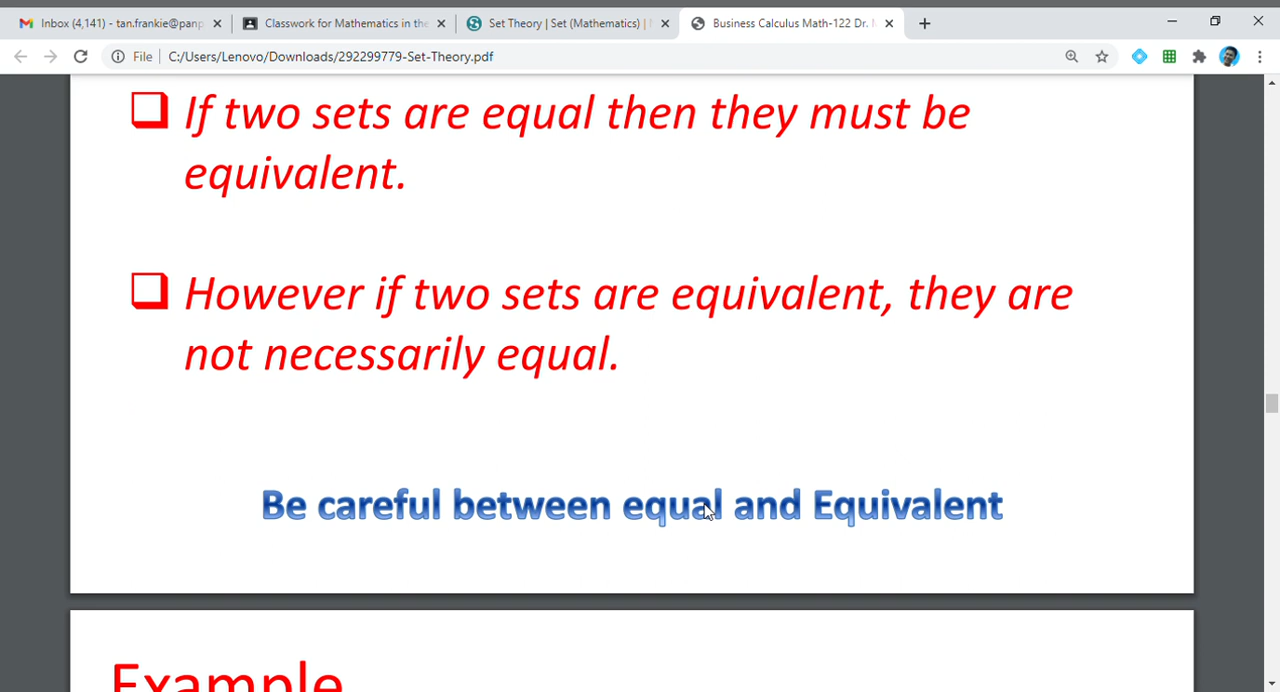 Inbox (4,141) - tan.frankie@panp
Classwork for Mathematics in the
Set Theory | Set (Mathematics) |
Business Calculus Math-122 Dr.
File
C:/Users/Lenovo/Downloads/292299779-Set-Theory.pdf
If two sets are equal then they must be
equivalent.
However if two sets are equivalent, they are
not necessarily equal.
Be careful between equal and Equivalent
Example